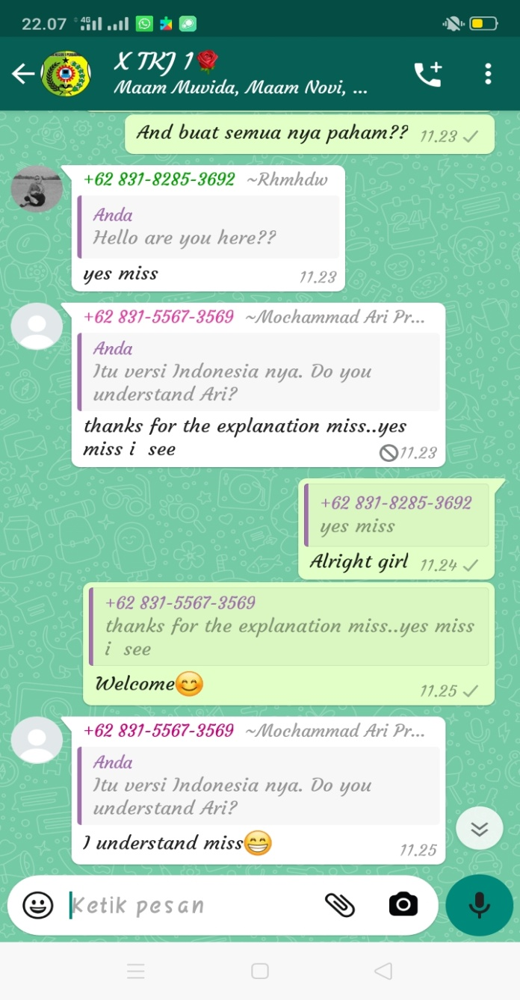 22.07
4G
X TKJ 1🌹
Maam Muvida, Maam Novi, ...
And buat semua nya paham?? 11.23
+62 831-8285-3692 ~Rhmhdw
Anda
Hello are you here??
yes miss 11.23
+62 831-5567-3569 ~Mochammad Ari Pr...
Anda
Itu versi Indonesia nya. Do you
understand Ari?
thanks for the explanation miss..yes
miss i see 11.23
+62 831-8285-3692
yes miss
Alright girl 11.24
+62 831-5567-3569
thanks for the explanation miss..yes miss
i see
Welcome😊 11.25
+62 831-5567-3569 ~Mochammad Ari Pr...
Anda
Itu versi Indonesia nya. Do you
understand Ari?
I understand miss😁 11.25
Ketik pesan